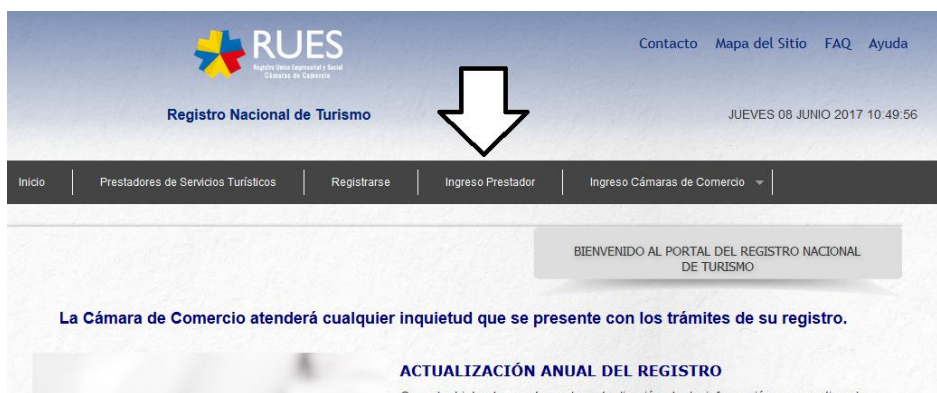 RUES
Registro Único Empresarial y Social
Cámaras de Comercio
Contacto Mapa del Sitio FAQ Ayuda
Registro Nacional de Turismo
JUEVES 08 JUNIO 2017 10:49:56
Inicio Prestadores de Servicios Turísticos Registrarse Ingreso Prestador Ingreso Cámaras de Comercio
BIENVENIDO AL PORTAL DEL REGISTRO NACIONAL
DE TURISMO
La Cámara de Comercio atenderá cualquier inquietud que se presente con los trámites de su registro.
ACTUALIZACIÓN ANUAL DEL REGISTRO